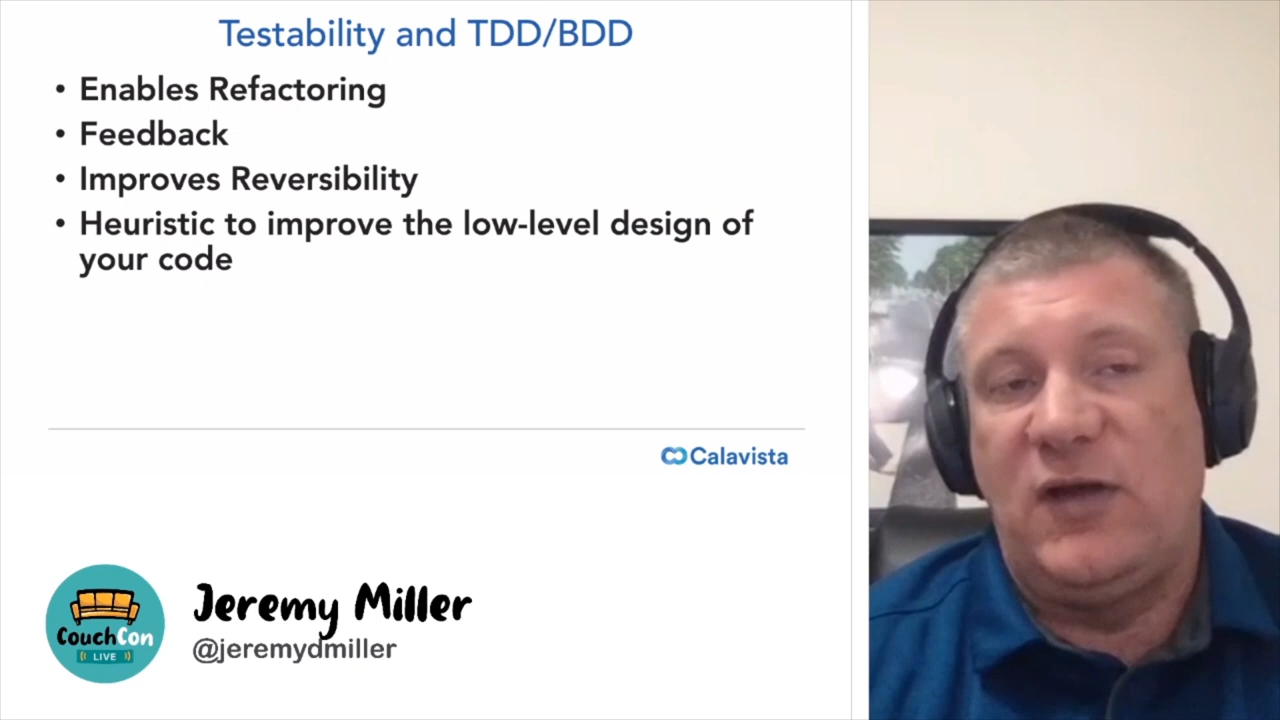 Testability and TDD/BDD
• Enables Refactoring
• Feedback
• Improves Reversibility
• Heuristic to improve the low-level design of
your code
Calavista
CouchCon
LIVE
Jeremy Miller
@jeremydmiller